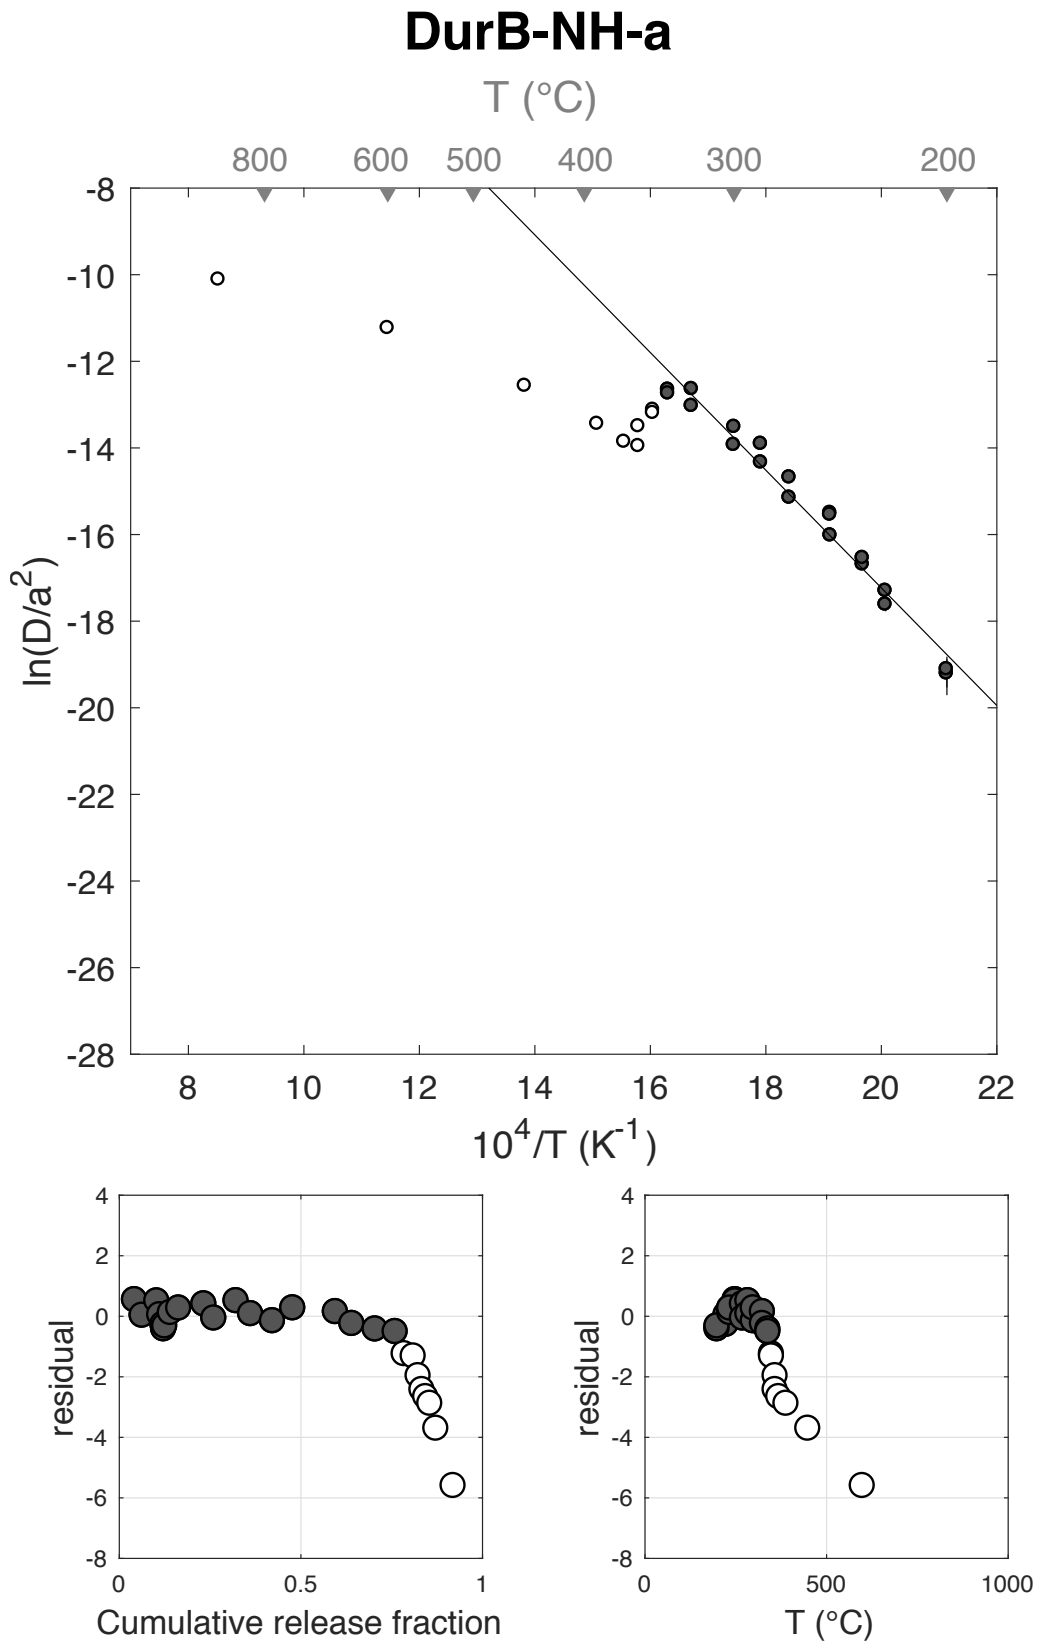 DurB-NH-a
T (°C)
800 600 500 400 300 200
-8
-10
-12
-14
-16
-18
-20
-22
-24
-26
-28
ln(D/a²)
8 10 12 14 16 18 20 22
10⁴/T (K⁻¹)
4
2
0
-2
-4
-6
-8
residual
0 0.5 1
Cumulative release fraction
4
2
0
-2
-4
-6
-8
residual
0 500 1000
T (°C)